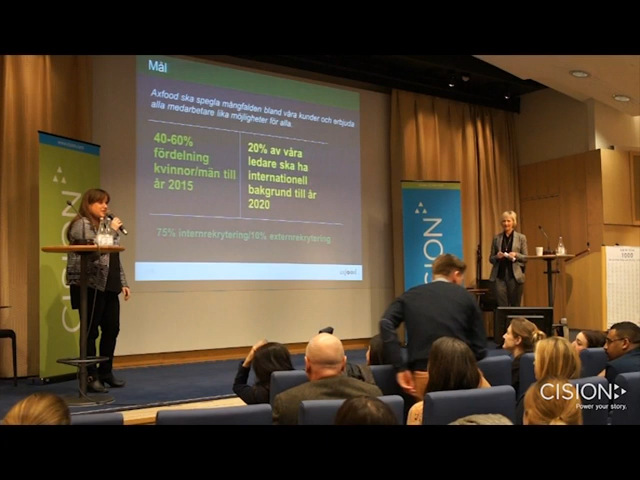 Mål
Axfood ska spegla mångfalden bland våra kunder och erbjuda
alla medarbetare lika möjligheter för alla.
40-60%
fördelning
kvinnor/män till
år 2015
20% av våra
ledare ska ha
internationell
bakgrund till år
2020
75% internrekrytering/10% externrekrytering
axfood
CISION
CISION
CISION
Power your story.